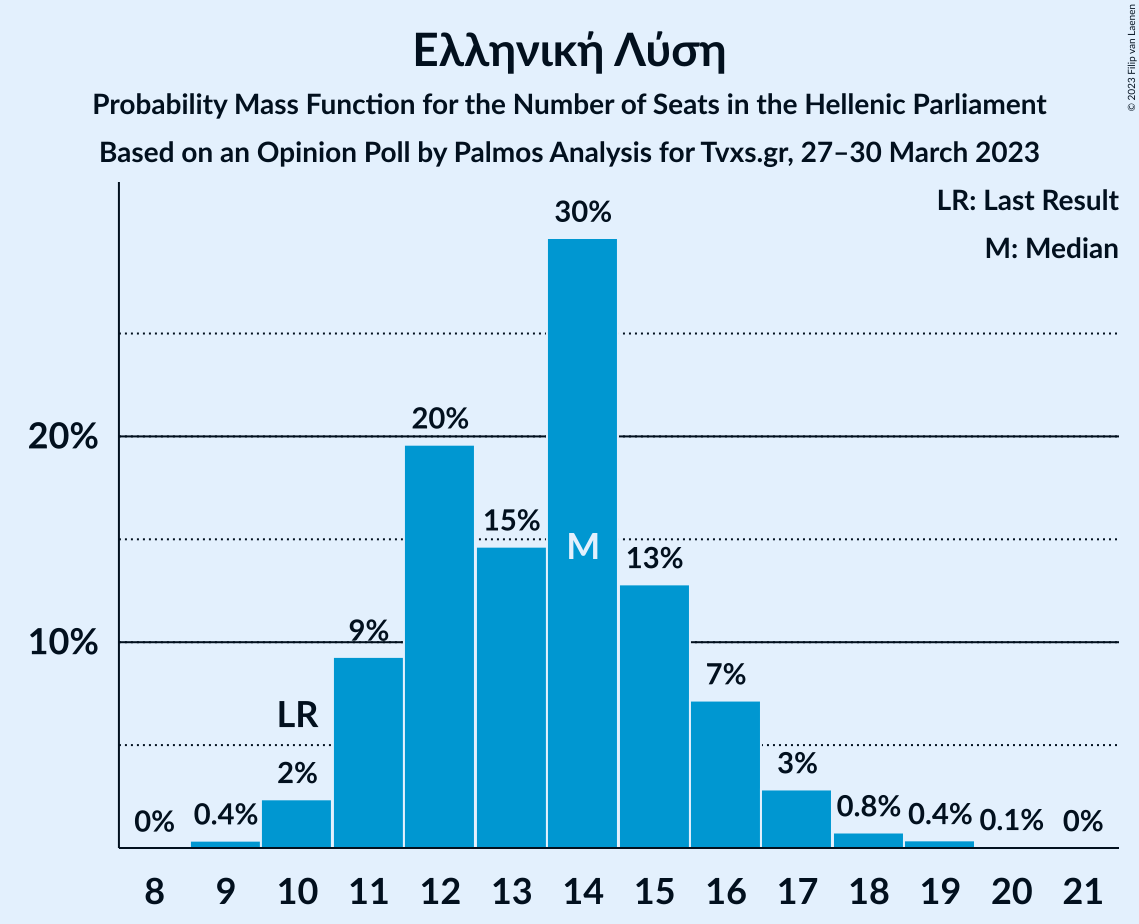 Ελληνική Λύση
Probability Mass Function for the Number of Seats in the Hellenic Parliament
Based on an Opinion Poll by Palmos Analysis for Tvxs.gr, 27–30 March 2023
© 2023 Filip van Laenen
LR: Last Result
M: Median
20%
10%
0%
0.4%
LR
2%
9%
20%
15%
30%
M
13%
7%
3%
0.8%
0.4%
0.1%
0%
8 9 10 11 12 13 14 15 16 17 18 19 20 21